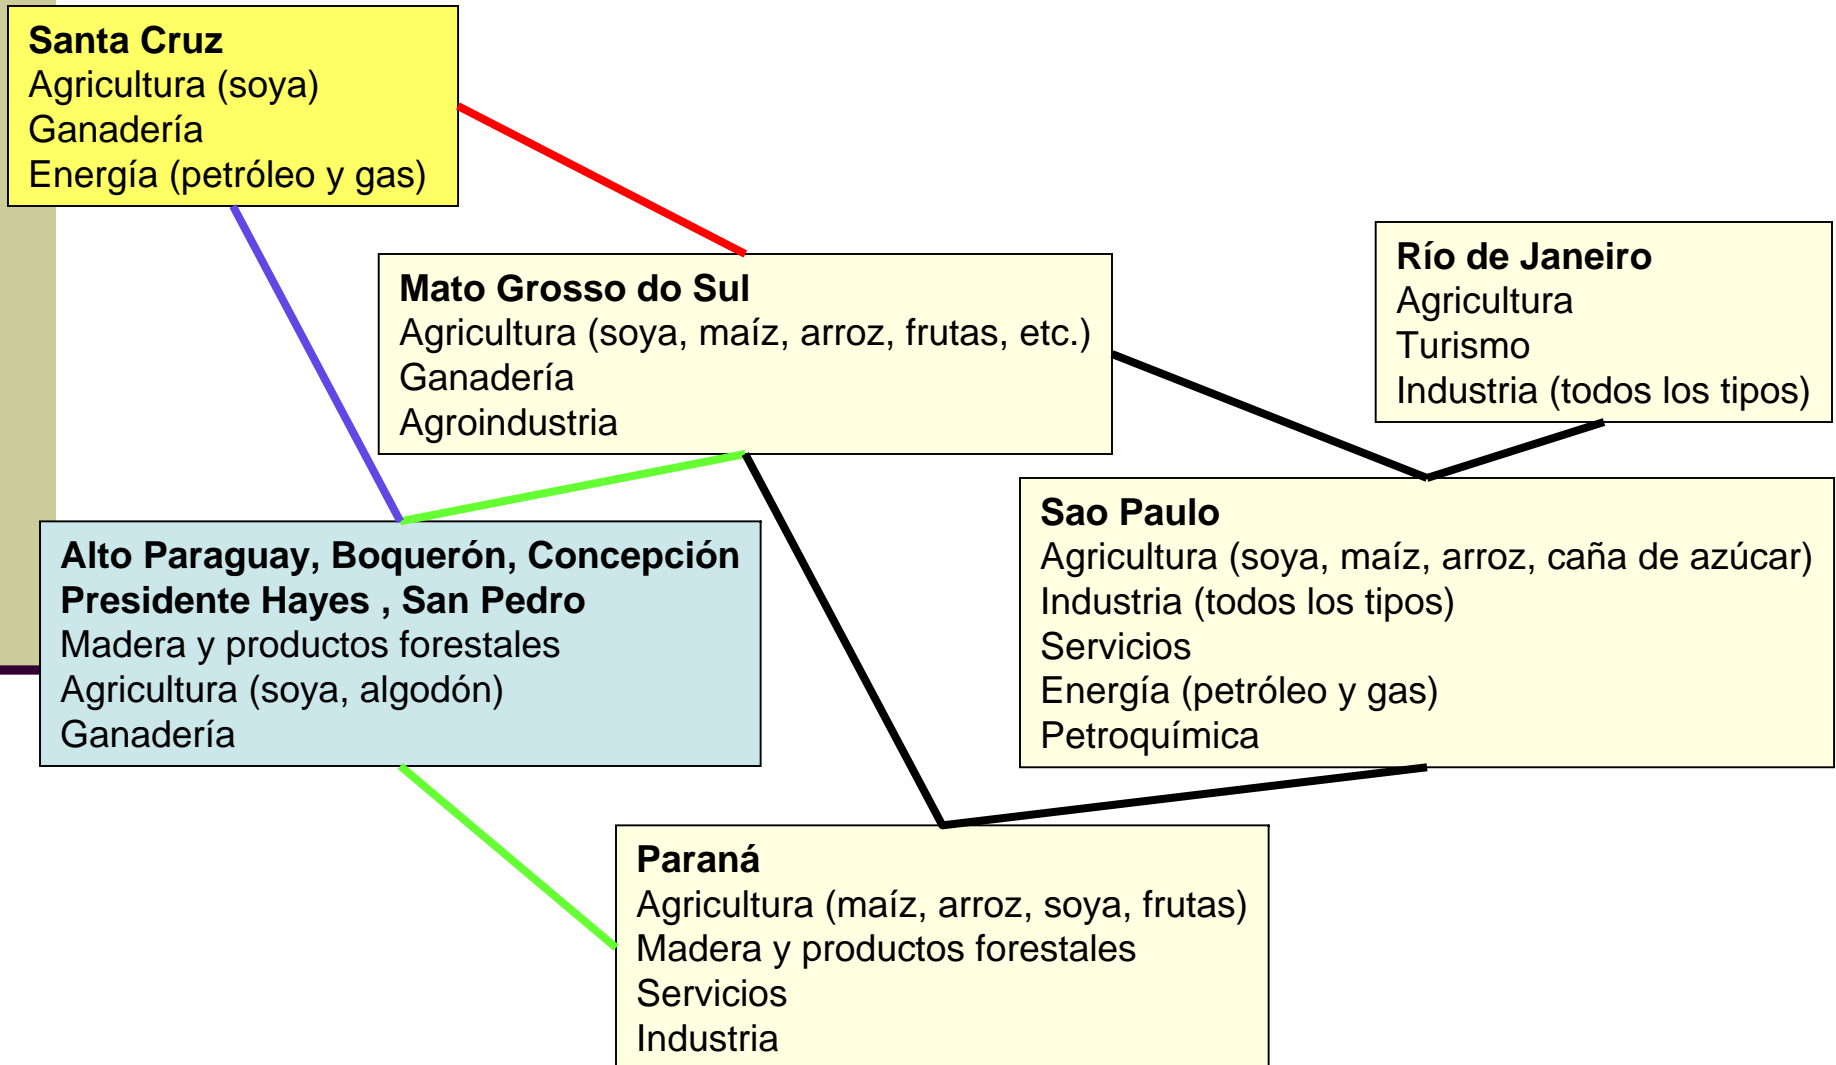 Santa Cruz
Agricultura (soya)
Ganadería
Energía (petróleo y gas)
Mato Grosso do Sul
Agricultura (soya, maíz, arroz, frutas, etc.)
Ganadería
Agroindustria
Río de Janeiro
Agricultura
Turismo
Industria (todos los tipos)
Alto Paraguay, Boquerón, Concepción
Presidente Hayes , San Pedro
Madera y productos forestales
Agricultura (soya, algodón)
Ganadería
Sao Paulo
Agricultura (soya, maíz, arroz, caña de azúcar)
Industria (todos los tipos)
Servicios
Energía (petróleo y gas)
Petroquímica
Paraná
Agricultura (maíz, arroz, soya, frutas)
Madera y productos forestales
Servicios
Industria